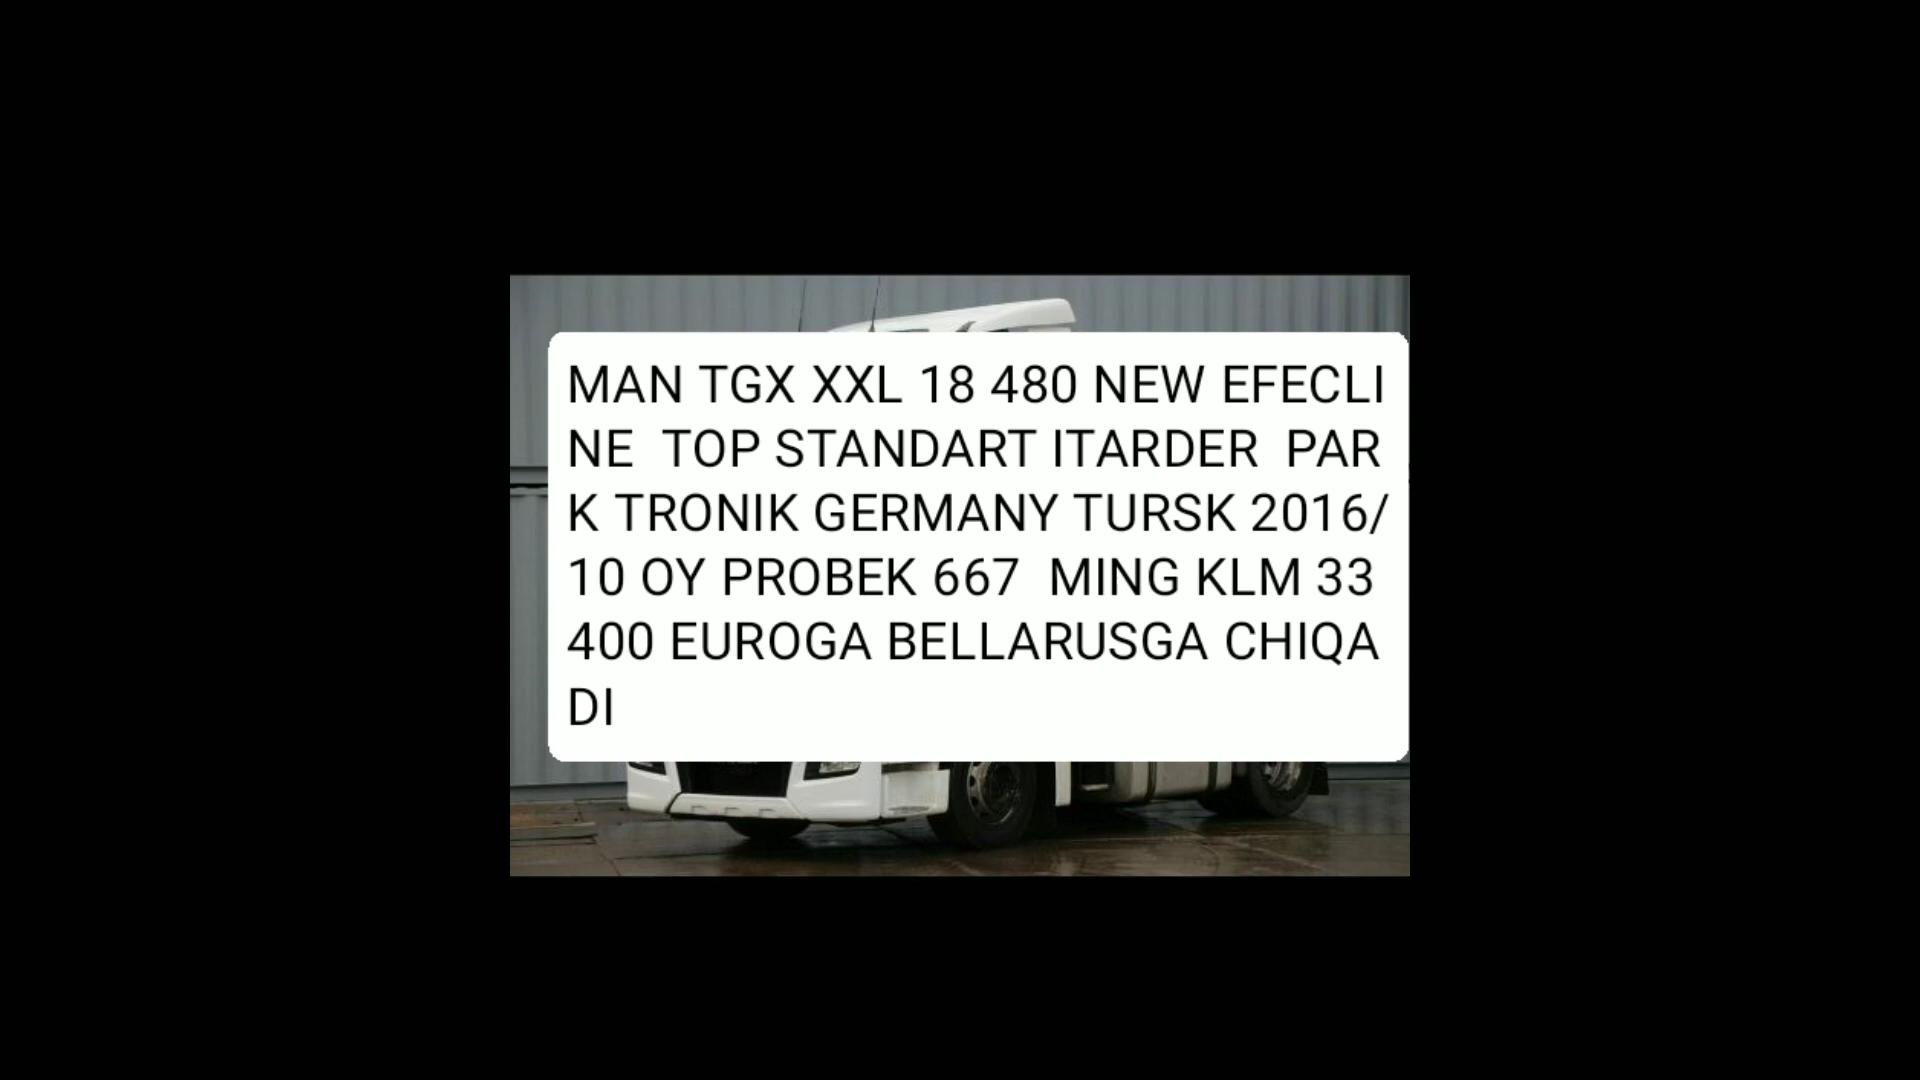 MAN TGX XXL 18 480 NEW EFECLI
NE  TOP STANDART ITARDER  PAR
K TRONIK GERMANY TURSK 2016/
10 OY PROBEK 667  MING KLM 33
400 EUROGA BELLARUSGA CHIQA
DI